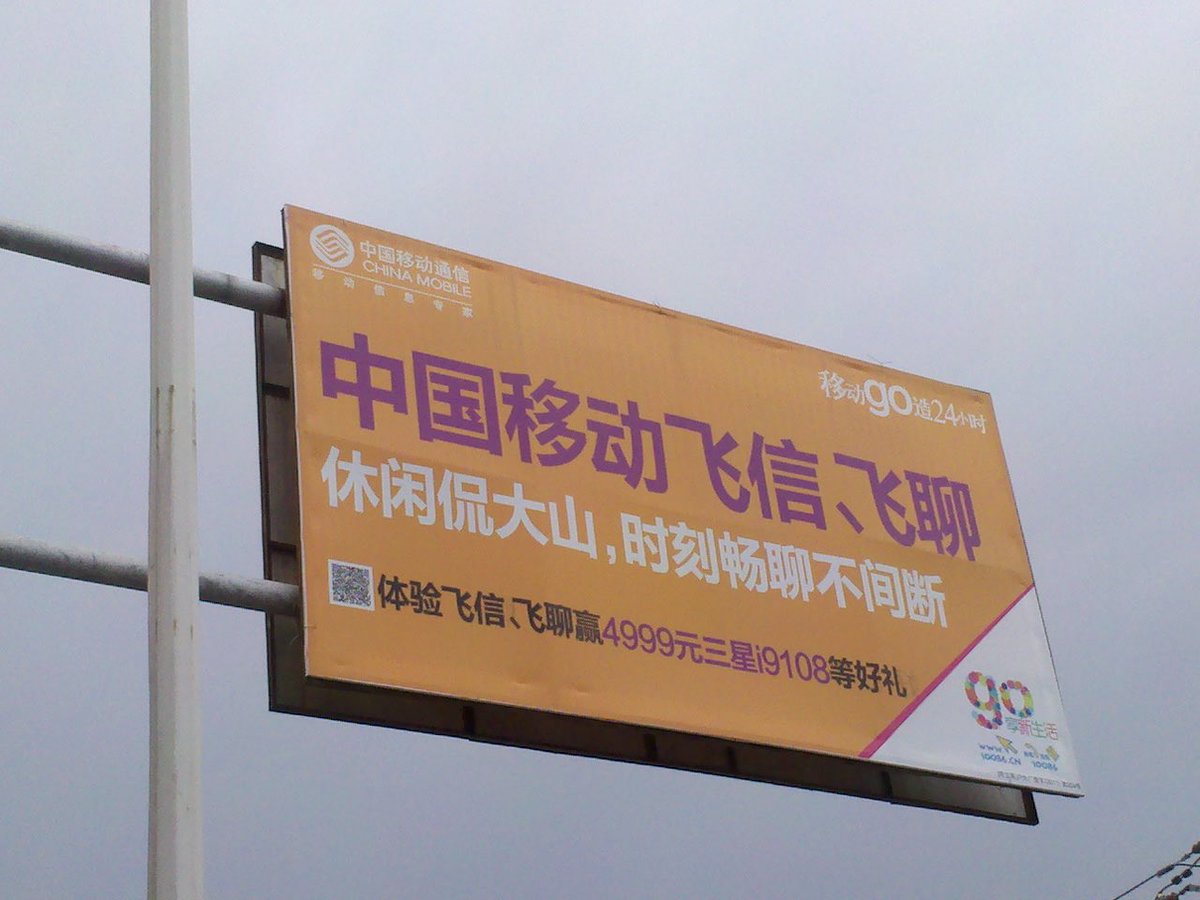 中国移动通信
CHINA MOBILE
移动信息专家
移动go造24小时
中国移动飞信、飞聊
休闲侃大山,时刻畅聊不间断
体验飞信、飞聊赢4999元三星i9108等好礼
go
享新生活
www.
10086.CN
10086